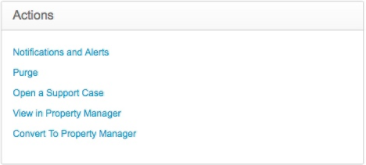 Actions
Notifications and Alerts
Purge
Open a Support Case
View in Property Manager
Convert To Property Manager